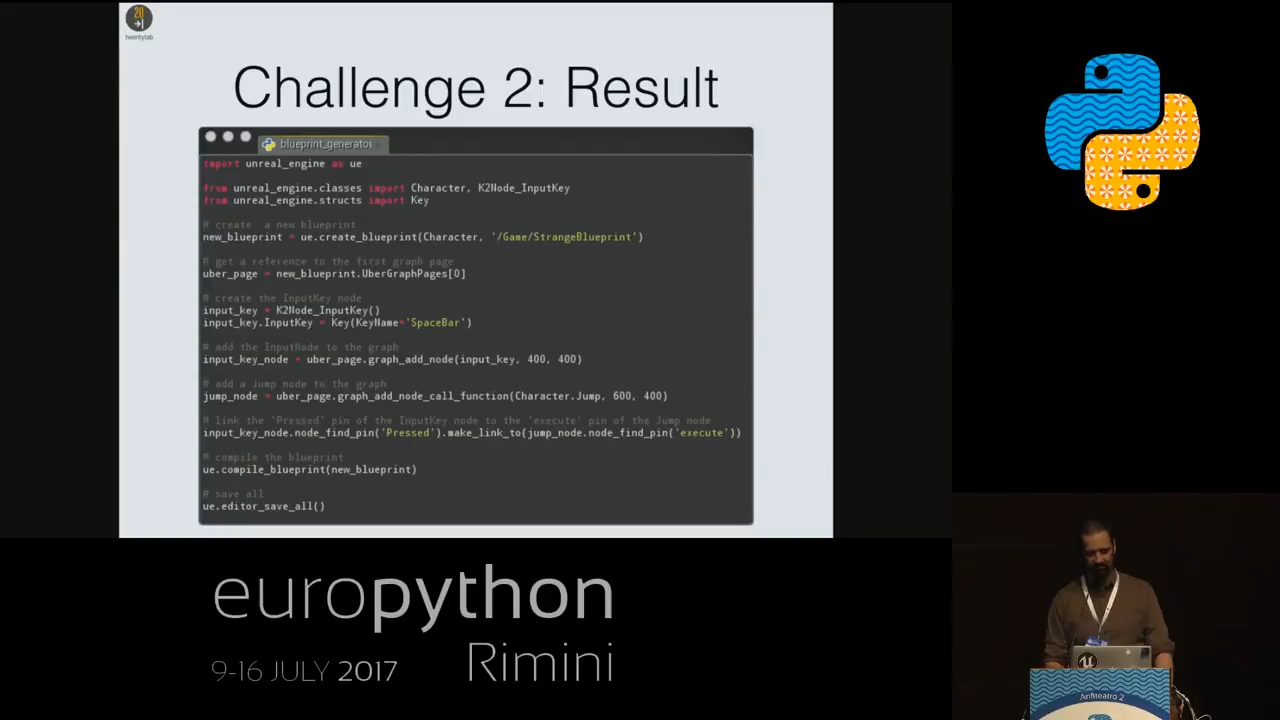 20
twentytab
Challenge 2: Result
blueprint_generator
import unreal_engine as ue
from unreal_engine.classes import Character, K2Node_InputKey
from unreal_engine.structs import Key
# create a new blueprint
new_blueprint = ue.create_blueprint(Character, '/Game/StrangeBlueprint')
# get a reference to the first graph page
uber_page = new_blueprint.UberGraphPages[0]
# create the InputKey node
input_key = K2Node_InputKey()
input_key.InputKey = Key(KeyName='SpaceBar')
# add the InputNode to the graph
input_key_node = uber_page.graph_add_node(input_key, 400, 400)
# add a Jump node to the graph
jump_node = uber_page.graph_add_node_call_function(Character.Jump, 600, 400)
# link the 'Pressed' pin of the InputKey node to the 'execute' pin of the Jump node
input_key_node.node_find_pin('Pressed').make_link_to(jump_node.node_find_pin('execute'))
# compile the blueprint
ue.compile_blueprint(new_blueprint)
# save all
ue.editor_save_all()
europython
9-16 JULY 2017 Rimini
Anfiteatro 2